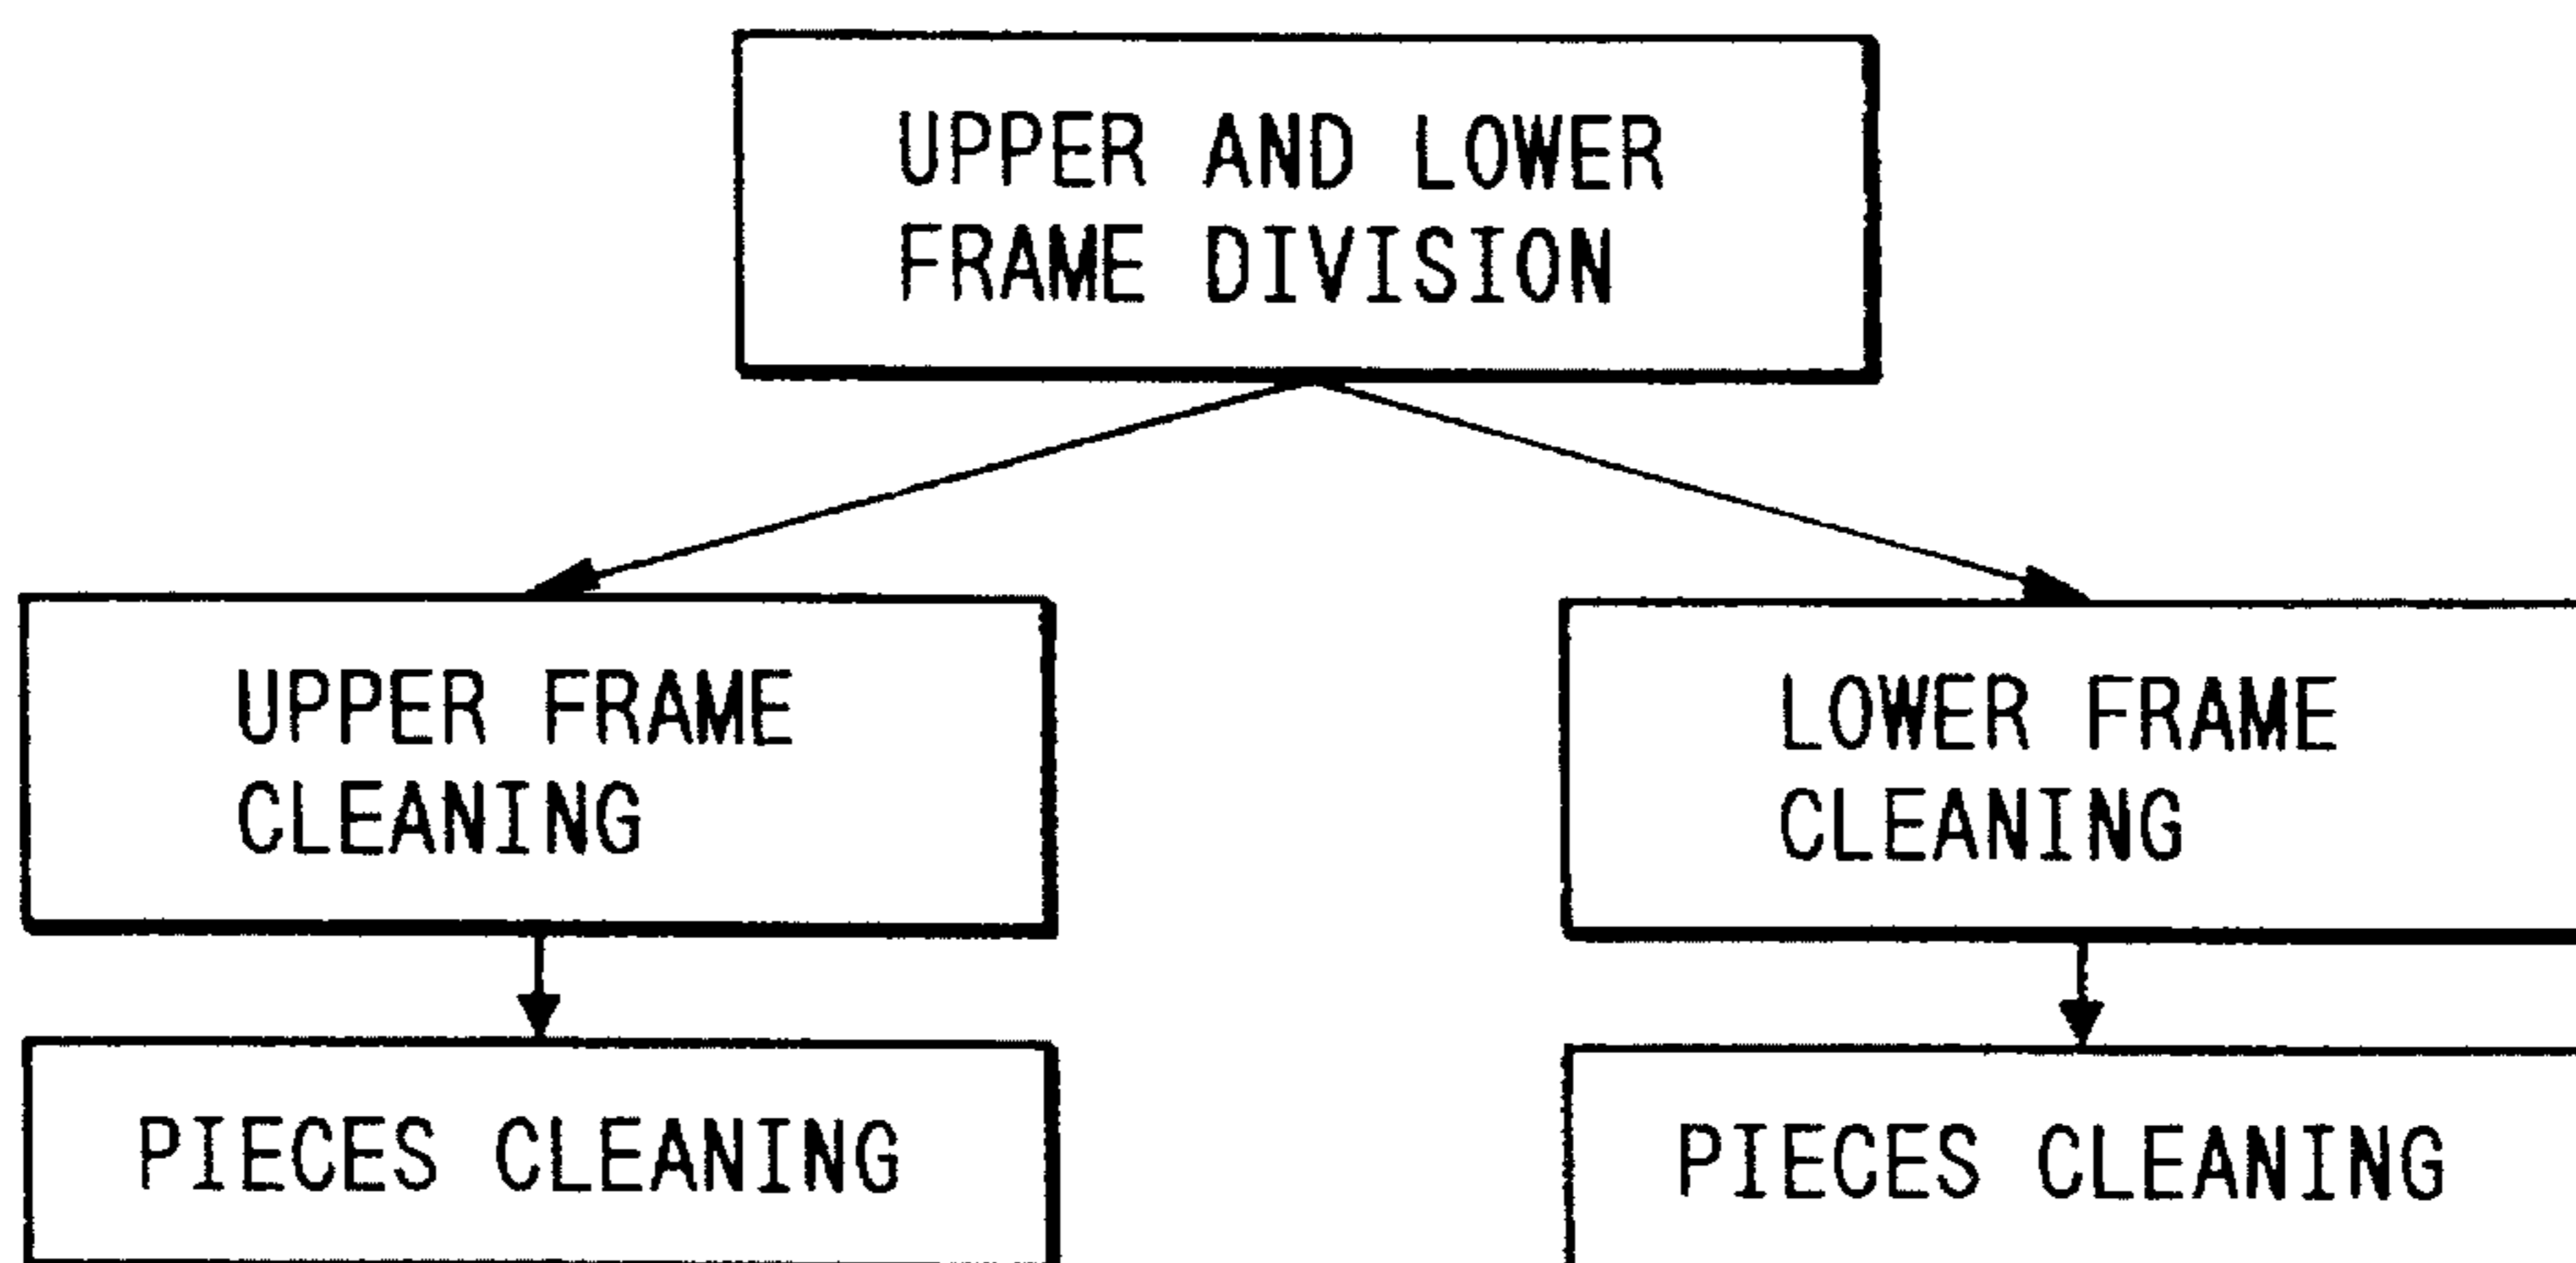 UPPER AND LOWER
FRAME DIVISION
UPPER FRAME
CLEANING
LOWER FRAME
CLEANING
PIECES CLEANING
PIECES CLEANING